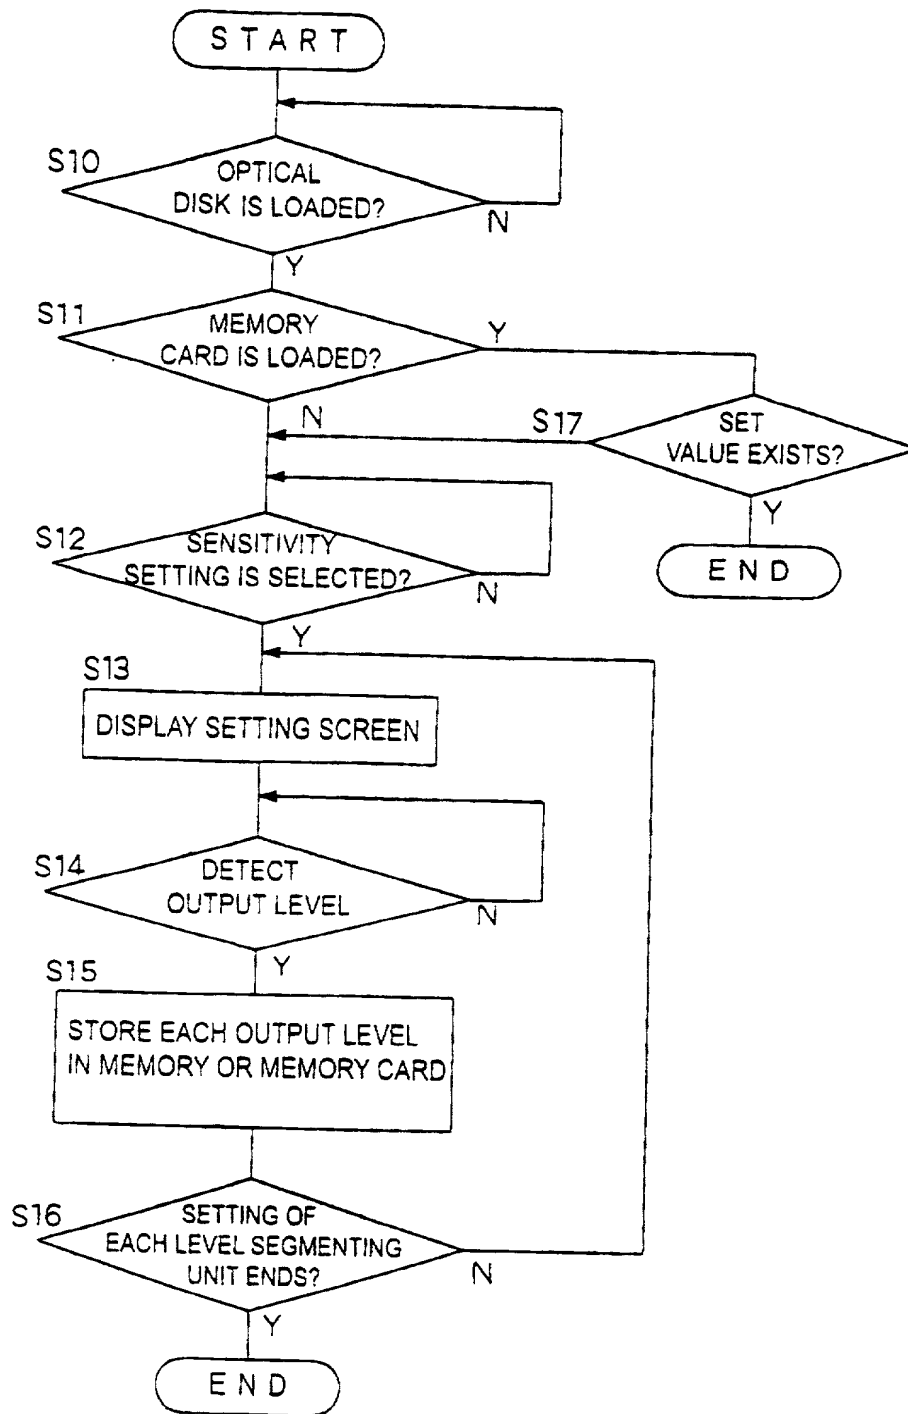 START
S10
OPTICAL
DISK IS LOADED?
N
Y
S11
MEMORY
CARD IS LOADED?
Y
N
S17
SET
VALUE EXISTS?
Y
END
S12
SENSITIVITY
SETTING IS SELECTED?
N
Y
S13
DISPLAY SETTING SCREEN
S14
DETECT
OUTPUT LEVEL
N
Y
S15
STORE EACH OUTPUT LEVEL
IN MEMORY OR MEMORY CARD
S16
SETTING OF
EACH LEVEL SEGMENTING
UNIT ENDS?
N
Y
END